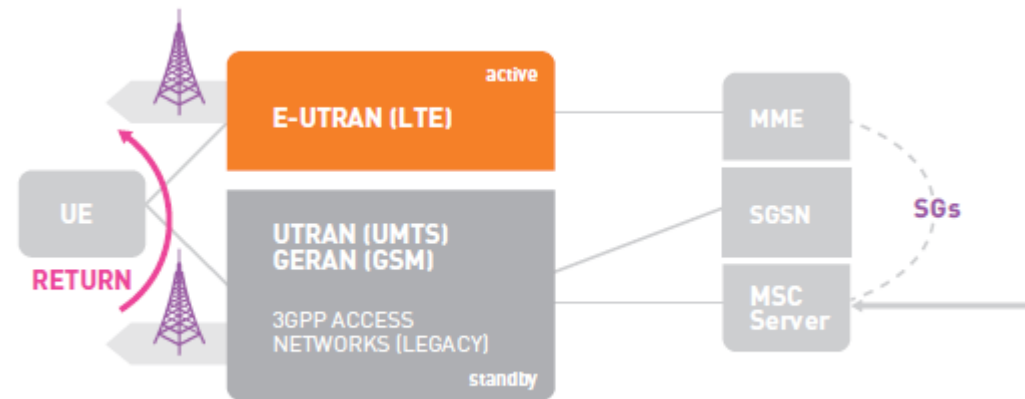 active
E-UTRAN (LTE)
MME
UE
SGSN
SGs
UTRAN (UMTS)
GERAN (GSM)
RETURN
MSC
Server
3GPP ACCESS
NETWORKS (LEGACY)
standby